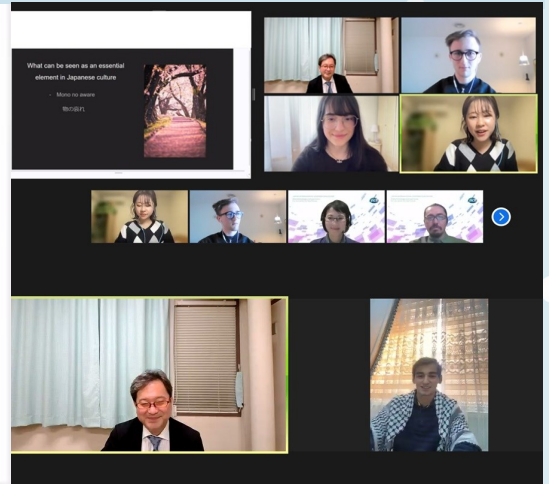 What can be seen as an essential
element in Japanese culture
- Mono no aware
物の哀れ